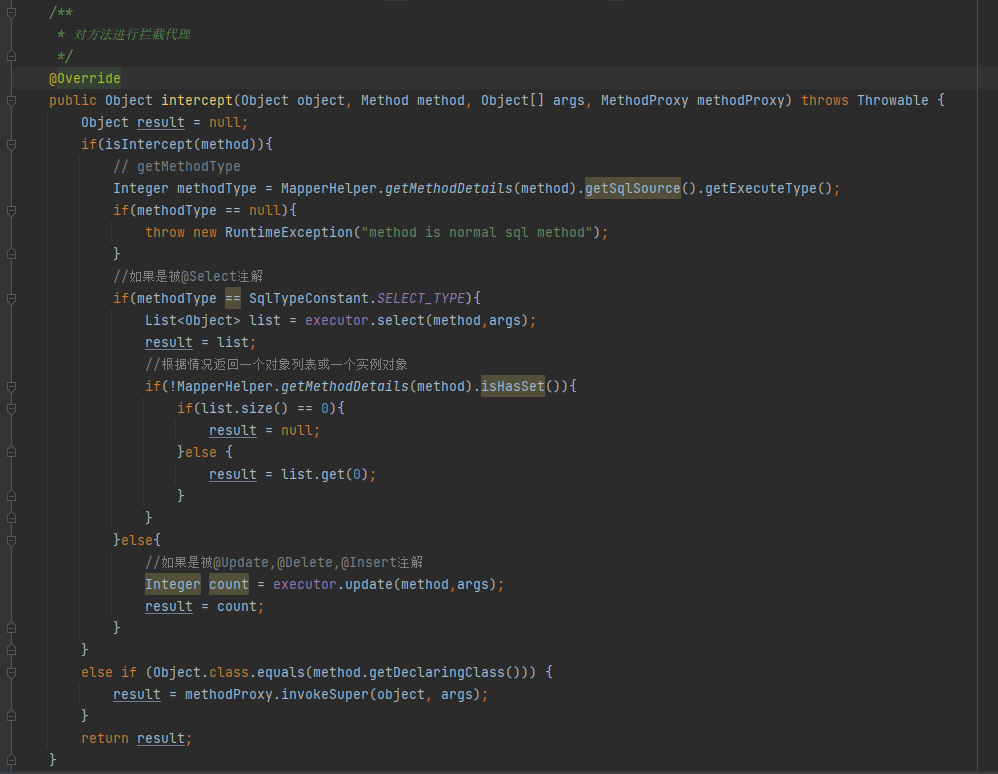 /**
 * 对方法进行拦截代理
 */
@Override
public Object intercept(Object object, Method method, Object[] args, MethodProxy methodProxy) throws Throwable {
    Object result = null;
    if(isIntercept(method)){
        // getMethodType
        Integer methodType = MapperHelper.getMethodDetails(method).getSqlSource().getExecuteType();
        if(methodType == null){
            throw new RuntimeException("method is normal sql method");
        }
        //如果是被@Select注解
        if(methodType == SqlTypeConstant.SELECT_TYPE){
            List<Object> list = executor.select(method,args);
            result = list;
            //根据情况返回一个对象列表或一个实例对象
            if(!MapperHelper.getMethodDetails(method).isHasSet()){
                if(list.size() == 0){
                    result = null;
                }else {
                    result = list.get(0);
                }
            }
        }else{
            //如果是被@Update,@Delete,@Insert注解
            Integer count = executor.update(method,args);
            result = count;
        }
    }
    else if (Object.class.equals(method.getDeclaringClass())) {
        result = methodProxy.invokeSuper(object, args);
    }
    return result;
}